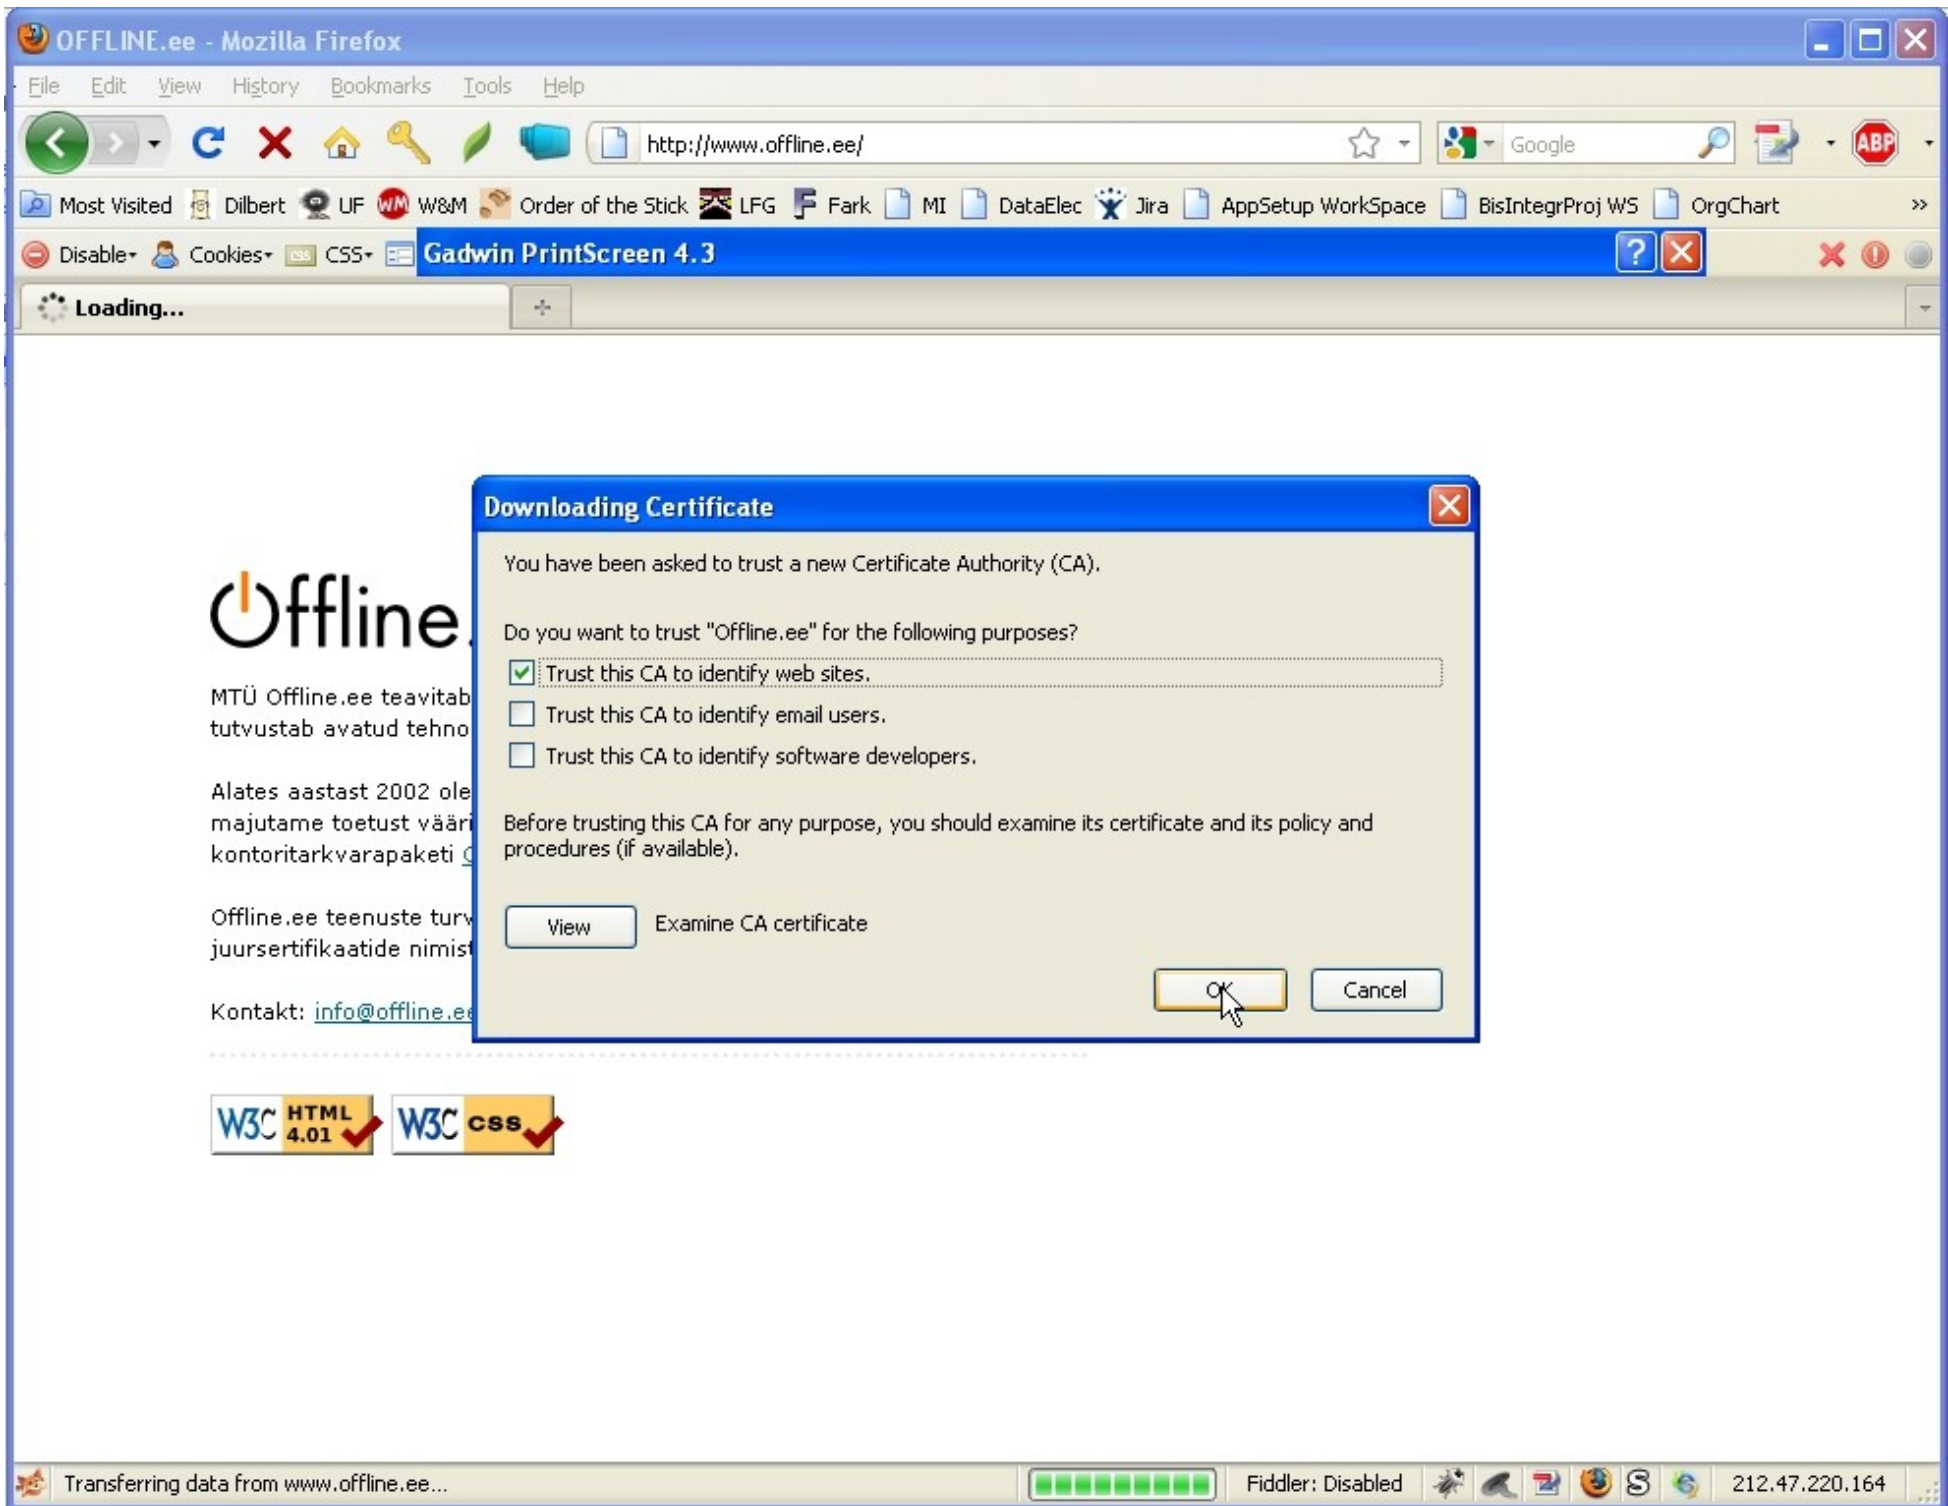 OFFLINE.ee - Mozilla Firefox
File Edit View History Bookmarks Tools Help
http://www.offline.ee/ Google ABP
Most Visited Dilbert UF WM W&M Order of the Stick LFG Fark MI DataElec Jira AppSetup WorkSpace BisIntegrProj WS OrgChart »
Disable Cookies CSS Gadwin PrintScreen 4.3
Loading...
Downloading Certificate
You have been asked to trust a new Certificate Authority (CA).
Do you want to trust "Offline.ee" for the following purposes?
Trust this CA to identify web sites.
Trust this CA to identify email users.
Trust this CA to identify software developers.
Before trusting this CA for any purpose, you should examine its certificate and its policy and
procedures (if available).
View Examine CA certificate
OK Cancel
Offline.
MTÜ Offline.ee teavitab
tutvustab avatud tehno
Alates aastast 2002 ole
majutame toetust vääri
kontoritarkvarapaketi
Offline.ee teenuste turv
juursertifikaatide nimist
Kontakt: info@offline.ee
W3C HTML 4.01 W3C CSS
Transferring data from www.offline.ee... Fiddler: Disabled S 212.47.220.164